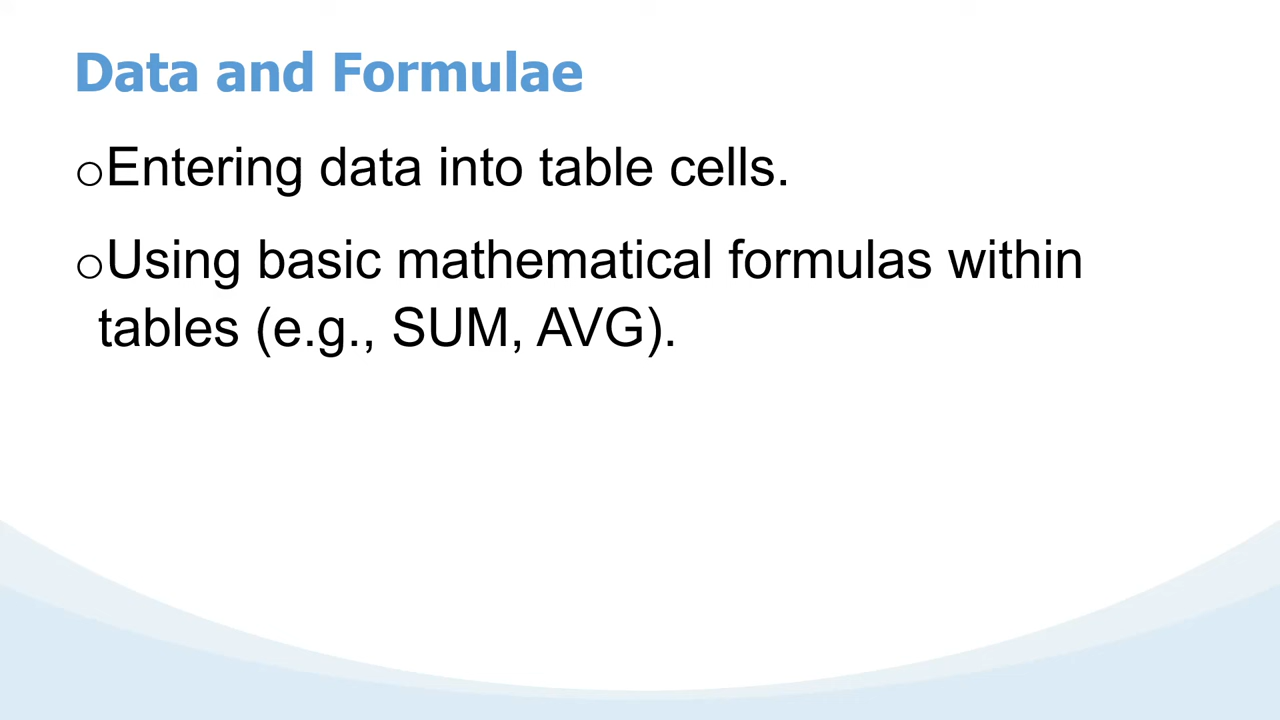 Data and Formulae
oEntering data into table cells.
oUsing basic mathematical formulas within
tables (e.g., SUM, AVG).